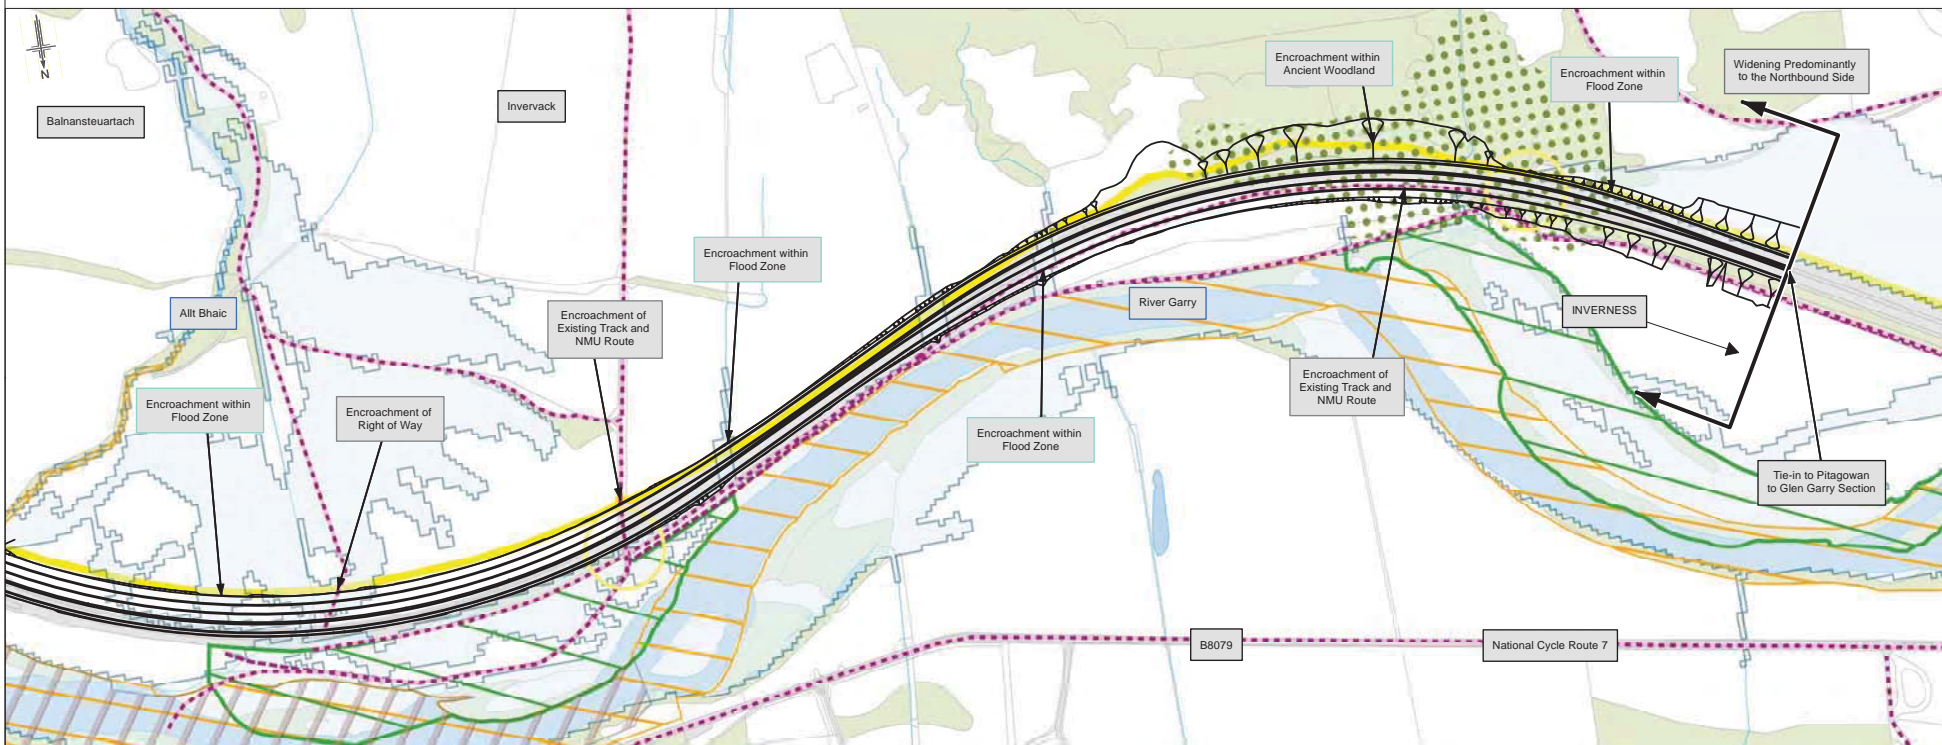 N
Balnansteuartach
Invervack
Encroachment within
Ancient Woodland
Encroachment within
Flood Zone
Widening Predominantly
to the Northbound Side
Encroachment within
Flood Zone
Allt Bhaic
Encroachment of
Existing Track and
NMU Route
River Garry
INVERNESS
Encroachment within
Flood Zone
Encroachment of
Right of Way
Encroachment within
Flood Zone
Encroachment of
Existing Track and
NMU Route
Tie-in to Pitagowan
to Glen Garry Section
B8079
National Cycle Route 7